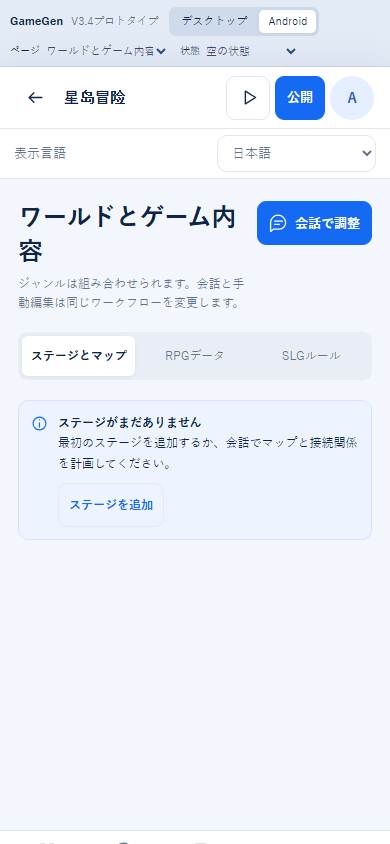 GameGen V3.4プロトタイプ デスクトップ Android
ページ ワールドとゲーム内容 状態 空の状態
星岛冒险 公開 A
表示言語 日本語
ワールドとゲーム内
容
会話で調整
ジャンルは組み合わせられます。会話と手
動編集は同じワークフローを変更します。
ステージとマップ RPGデータ SLGルール
ステージがまだありません
最初のステージを追加するか、会話でマップと接続関係
を計画してください。
ステージを追加